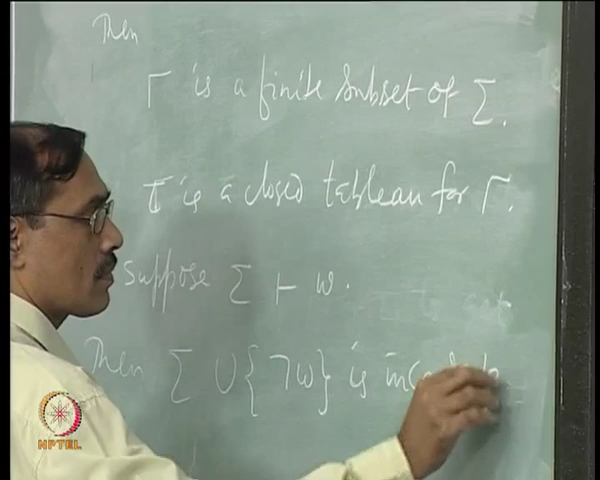 Then
Γ is a finite subset of Σ.
τ is a closed tableau for Γ.
Suppose Σ ⊢ w.
Then Σ ∪ {¬w} is
NPTEL